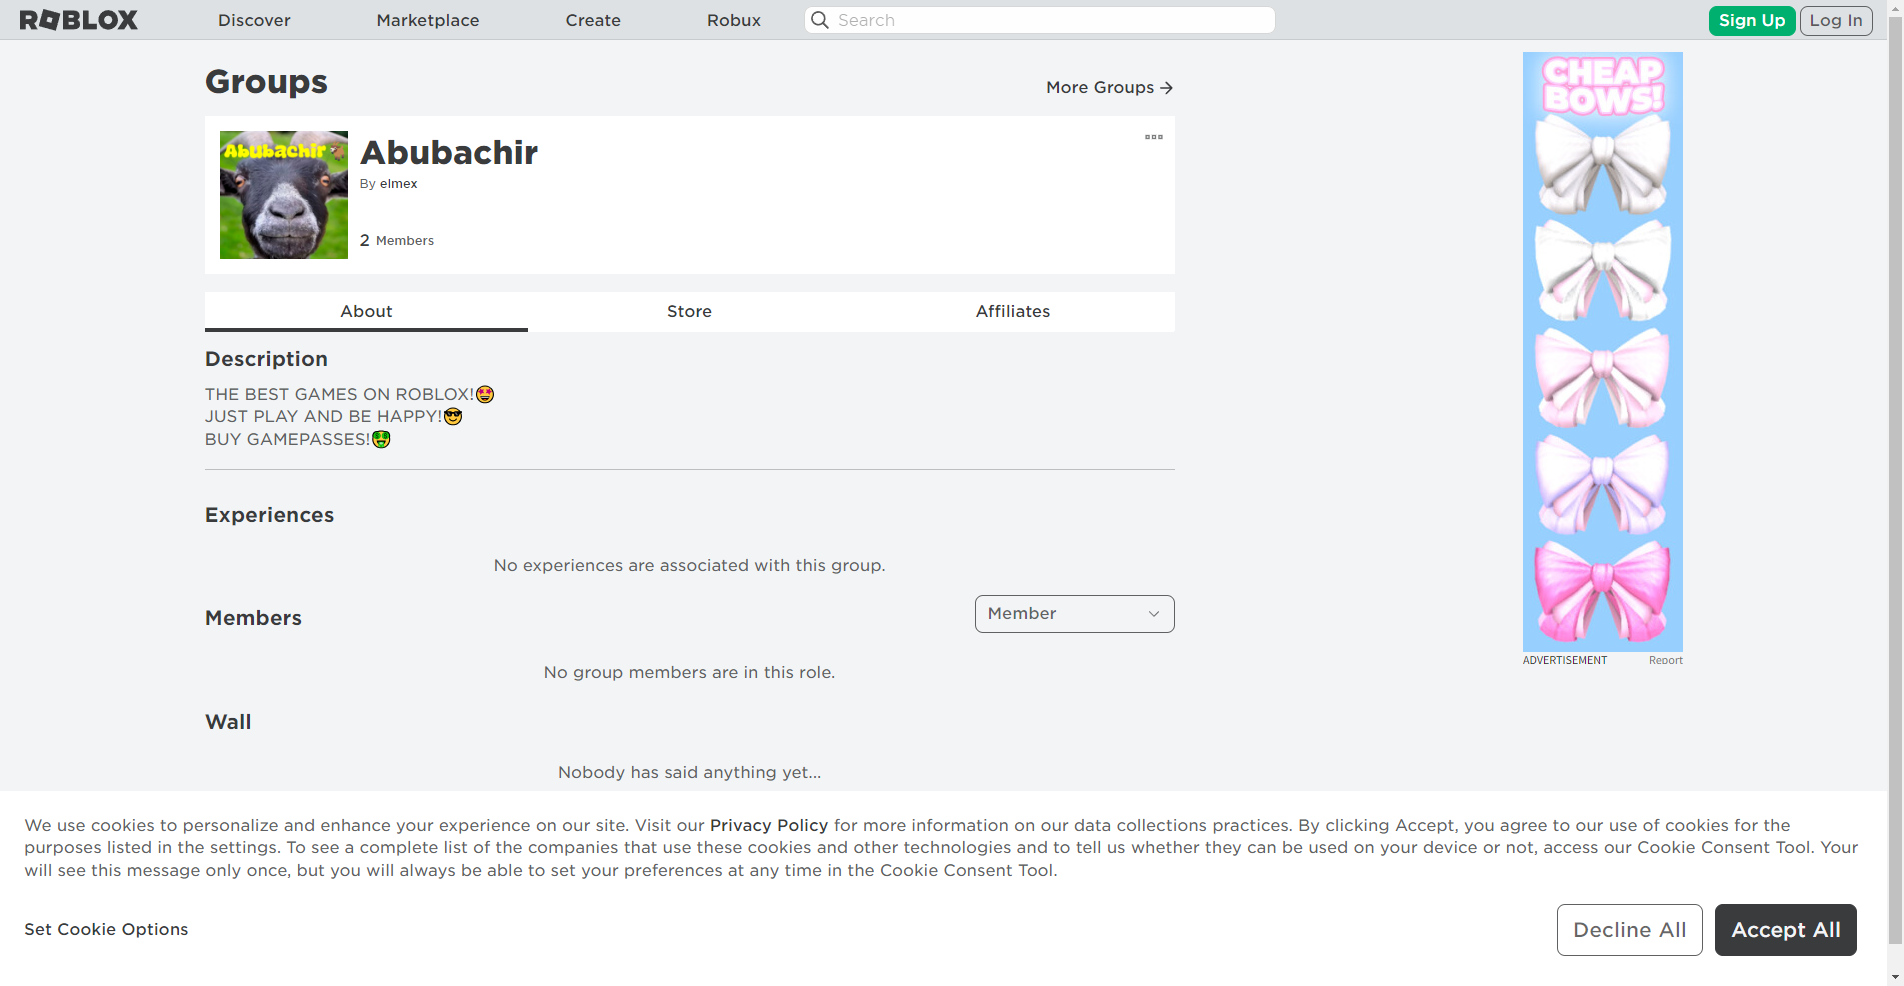 ROBLOX
Discover
Marketplace
Create
Robux
Search
Sign Up
Log In
Groups
More Groups →
Abubachir
Abubachir
By elmex
2 Members
About
Store
Affiliates
Description
THE BEST GAMES ON ROBLOX!🤩
JUST PLAY AND BE HAPPY!😎
BUY GAMEPASSES!🤑
Experiences
No experiences are associated with this group.
Members
Member
No group members are in this role.
Wall
Nobody has said anything yet...
CHEAP
BOWS!
ADVERTISEMENT
Report
We use cookies to personalize and enhance your experience on our site. Visit our Privacy Policy for more information on our data collections practices. By clicking Accept, you agree to our use of cookies for the
purposes listed in the settings. To see a complete list of the companies that use these cookies and other technologies and to tell us whether they can be used on your device or not, access our Cookie Consent Tool. Your
will see this message only once, but you will always be able to set your preferences at any time in the Cookie Consent Tool.
Set Cookie Options
Decline All
Accept All